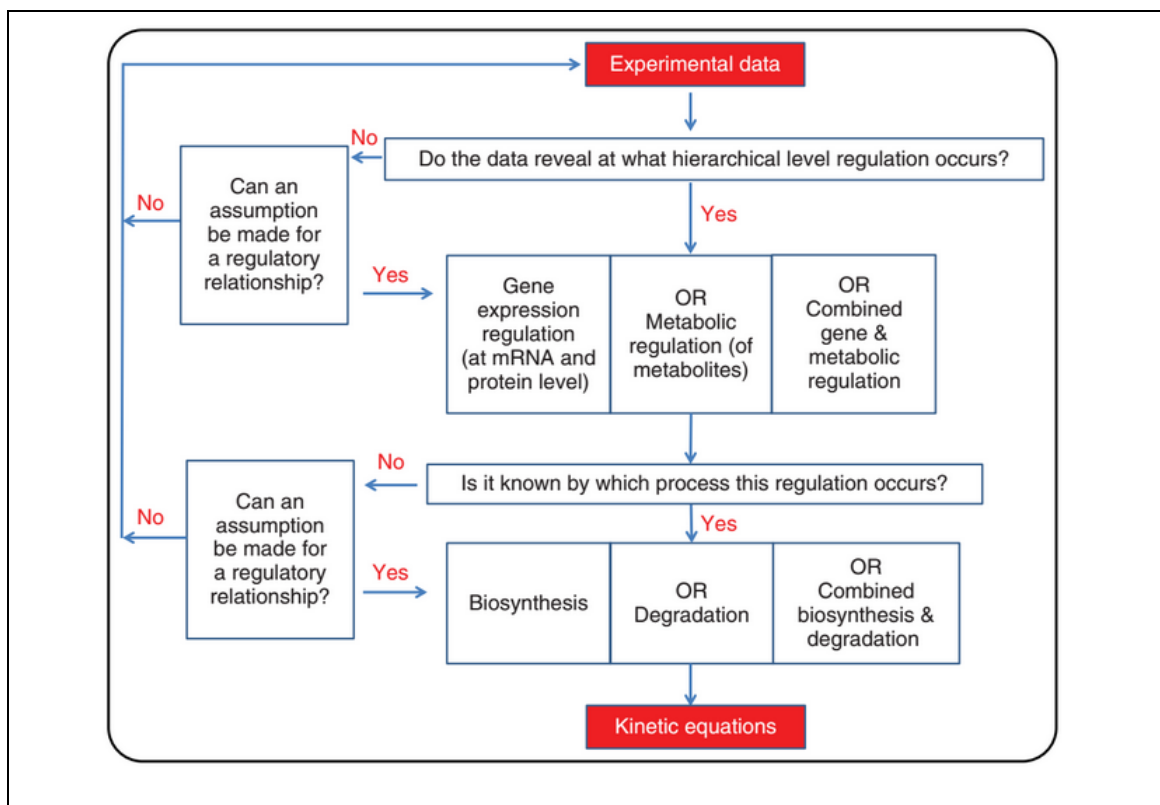 Experimental data
No
Do the data reveal at what hierarchical level regulation occurs?
Can an
assumption
be made for
a regulatory
relationship?
No
Yes
Yes
Gene
expression
regulation
(at mRNA and
protein level)
OR
Metabolic
regulation (of
metabolites)
OR
Combined
gene &
metabolic
regulation
No
Is it known by which process this regulation occurs?
Can an
assumption
be made for
a regulatory
relationship?
No
Yes
Yes
Biosynthesis
OR
Degradation
OR
Combined
biosynthesis &
degradation
Kinetic equations